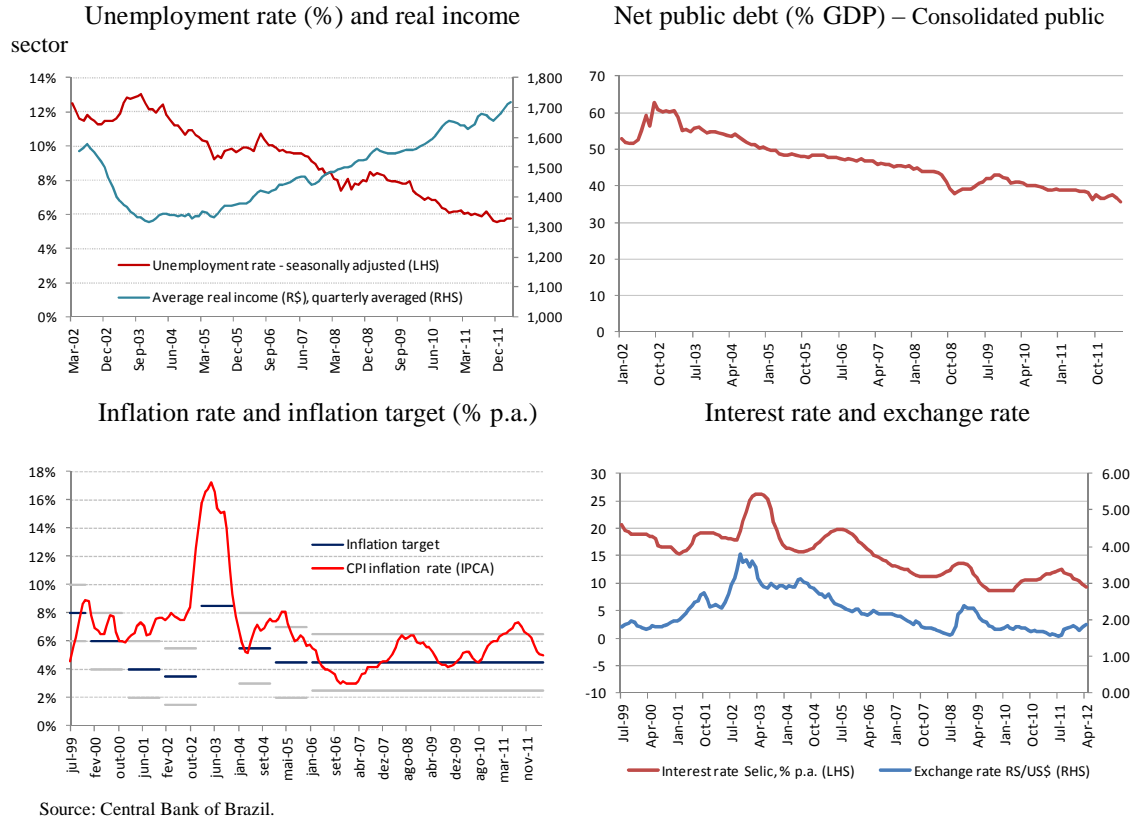 Unemployment rate (%) and real income
Net public debt (% GDP) – Consolidated public
sector
14%
12%
10%
8%
6%
4%
2%
0%
1,800
1,700
1,600
1,500
1,400
1,300
1,200
1,100
1,000
Unemployment rate - seasonally adjusted (LHS)
Average real income (R$), quarterly averaged (RHS)
Mar-02
Dec-02
Sep-03
Jun-04
Mar-05
Dec-05
Sep-06
Jun-07
Mar-08
Dec-08
Sep-09
Jun-10
Mar-11
Dec-11
70
60
50
40
30
20
10
0
Jan-02
Oct-02
Jul-03
Apr-04
Jan-05
Oct-05
Jul-06
Apr-07
Jan-08
Oct-08
Jul-09
Apr-10
Jan-11
Oct-11
Inflation rate and inflation target (% p.a.)
18%
16%
14%
12%
10%
8%
6%
4%
2%
0%
Inflation target
CPI inflation rate (IPCA)
jul-99
fev-00
out-00
jun-01
fev-02
out-02
jun-03
jan-04
set-04
mai-05
jan-06
set-06
abr-07
dez-07
ago-08
abr-09
dez-09
ago-10
mar-11
nov-11
Interest rate and exchange rate
30
25
20
15
10
5
0
-5
-10
6.00
5.00
4.00
3.00
2.00
1.00
0.00
Jul-99
Apr-00
Jan-01
Oct-01
Jul-02
Apr-03
Jan-04
Oct-04
Jul-05
Apr-06
Jan-07
Oct-07
Jul-08
Apr-09
Jan-10
Oct-10
Jul-11
Apr-12
Interest rate Selic, % p.a. (LHS)
Exchange rate RS/US$ (RHS)
Source: Central Bank of Brazil.